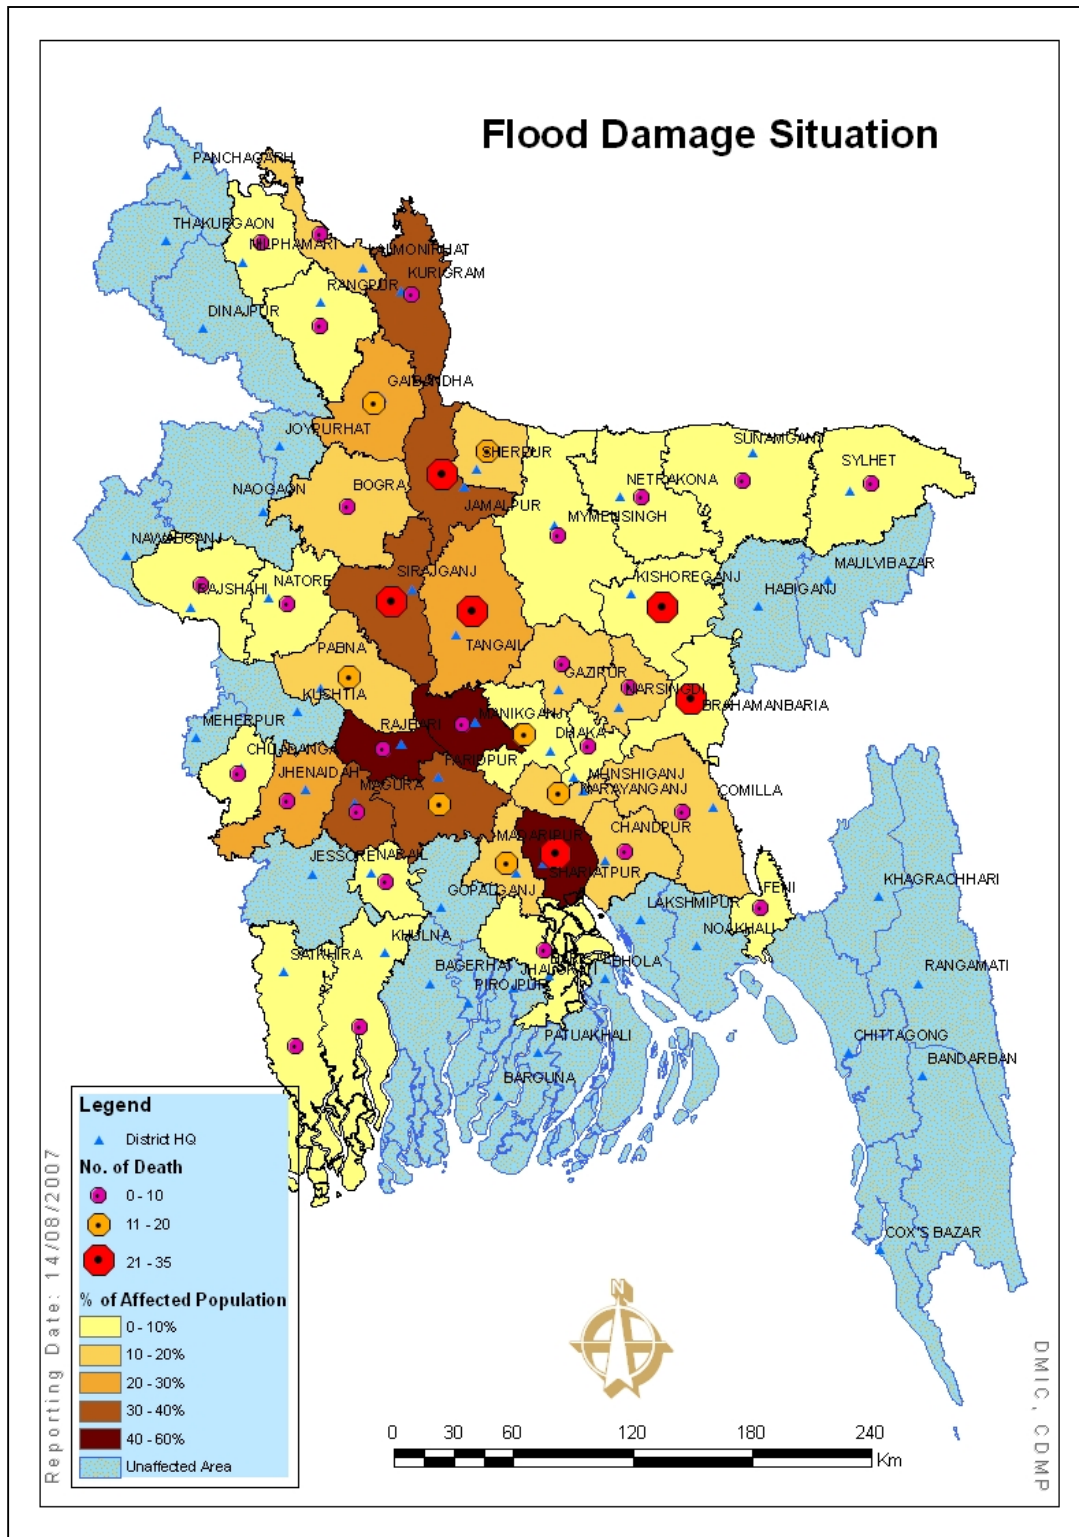 Flood Damage Situation
PANCHAGARH
THAKURGAON
NILPHAMARI
LALMONIRHAT
KURIGRAM
RANGPUR
DINAJPUR
GAIBANDHA
JOYPURHAT
SHERPUR
SUNAMGANJ
SYLHET
NAOGAON
BOGRA
JAMALPUR
NETRAKONA
MYMENSINGH
NAWABGANJ
RAJSHAHI
NATORE
SIRAJGANJ
KISHOREGANJ
MAULVIBAZAR
HABIGANJ
PABNA
TANGAIL
GAZIPUR
NARSINGDI
KUSHTIA
BRAHAMANBARIA
MEHERPUR
RAJBARI
MANIKGANJ
DHAKA
CHUADANGA
JHENAIDAH
FARIDPUR
MAGURA
MUNSHIGANJ
NARAYANGANJ
COMILLA
MADARIPUR
CHANDPUR
JESSORE
NARAIL
SHARIATPUR
GOPALGANJ
FENI
KHAGRACHHARI
LAKSHMIPUR
NOAKHALI
SATKHIRA
KHULNA
BAGERHAT
JHALOKATI
BHOLA
PIROJPUR
RANGAMATI
PATUAKHALI
CHITTAGONG
BANDARBAN
BARGUNA
COX'S BAZAR
Legend
District HQ
No. of Death
0 - 10
11 - 20
21 - 35
% of Affected Population
0 - 10%
10 - 20%
20 - 30%
30 - 40%
40 - 60%
Unaffected Area
Reporting Date: 14/08/2007
N
0 30 60 120 180 240
Km
DMIC, CDMP